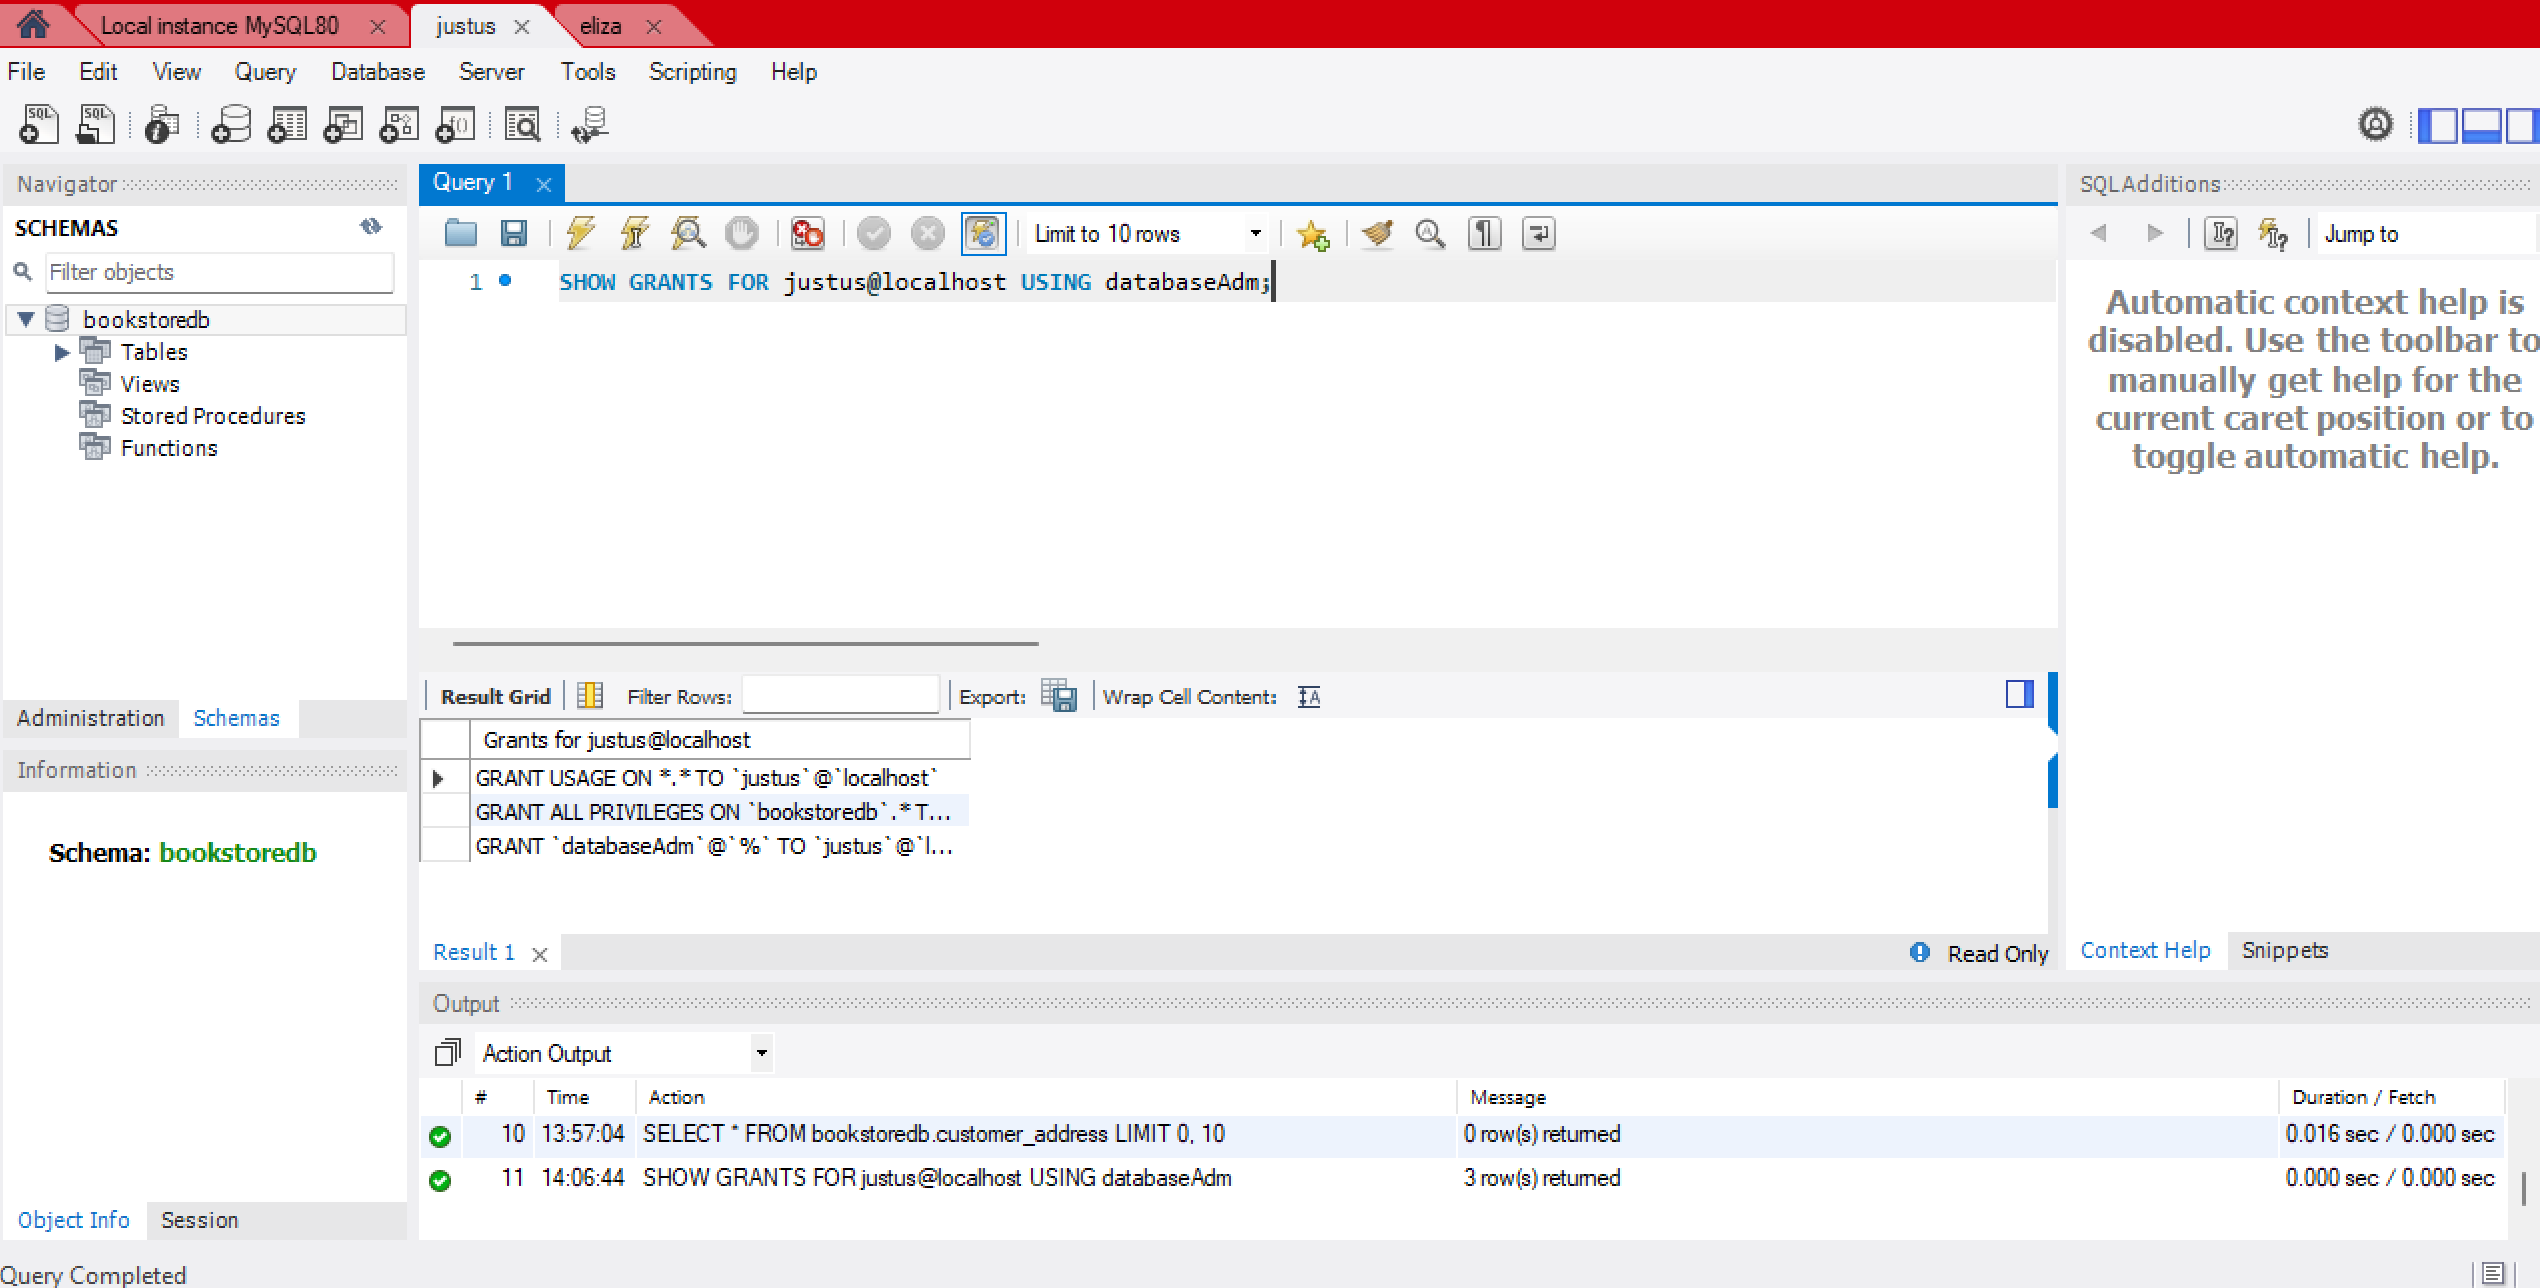 Local instance MySQL80
justus
eliza
File Edit View Query Database Server Tools Scripting Help
Navigator
SCHEMAS
Filter objects
bookstoredb
Tables
Views
Stored Procedures
Functions
Administration Schemas
Information
Schema: bookstoredb
Object Info Session
Query 1
Limit to 10 rows
1 SHOW GRANTS FOR justus@localhost USING databaseAdm;
Result Grid Filter Rows: Export: Wrap Cell Content:
Grants for justus@localhost
GRANT USAGE ON *.* TO `justus`@`localhost`
GRANT ALL PRIVILEGES ON `bookstoredb`.* T...
GRANT `databaseAdm`@`%` TO `justus`@`l...
Result 1
Read Only
SQLAdditions
Jump to
Automatic context help is
disabled. Use the toolbar to
manually get help for the
current caret position or to
toggle automatic help.
Context Help Snippets
Output
Action Output
# Time Action Message Duration / Fetch
10 13:57:04 SELECT * FROM bookstoredb.customer_address LIMIT 0, 10 0 row(s) returned 0.016 sec / 0.000 sec
11 14:06:44 SHOW GRANTS FOR justus@localhost USING databaseAdm 3 row(s) returned 0.000 sec / 0.000 sec
Query Completed